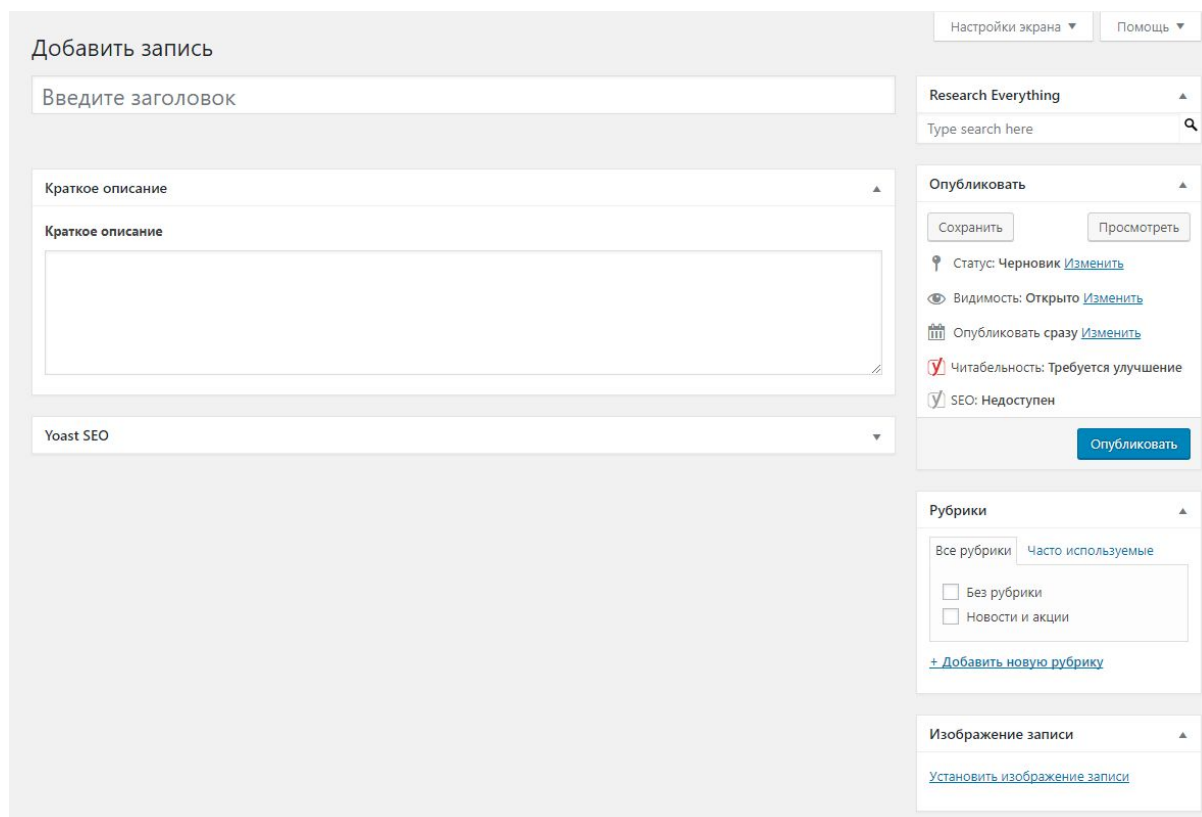 Настройки экрана ▼
Помощь ▼
Добавить запись
Введите заголовок
Краткое описание
Краткое описание
Yoast SEO
Research Everything
Type search here
Опубликовать
Сохранить
Просмотреть
Статус: Черновик Изменить
Видимость: Открыто Изменить
Опубликовать сразу Изменить
Читабельность: Требуется улучшение
SEO: Недоступен
Опубликовать
Рубрики
Все рубрики Часто используемые
Без рубрики
Новости и акции
+ Добавить новую рубрику
Изображение записи
Установить изображение записи